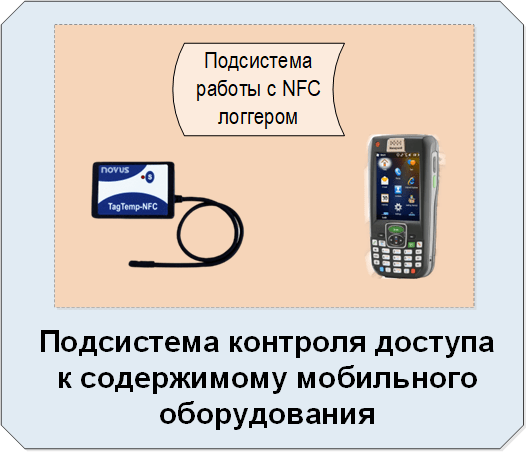 Подсистема
работы с NFC
логгером
novus
TagTemp-NFC
Подсистема контроля доступа
к содержимому мобильного
оборудования